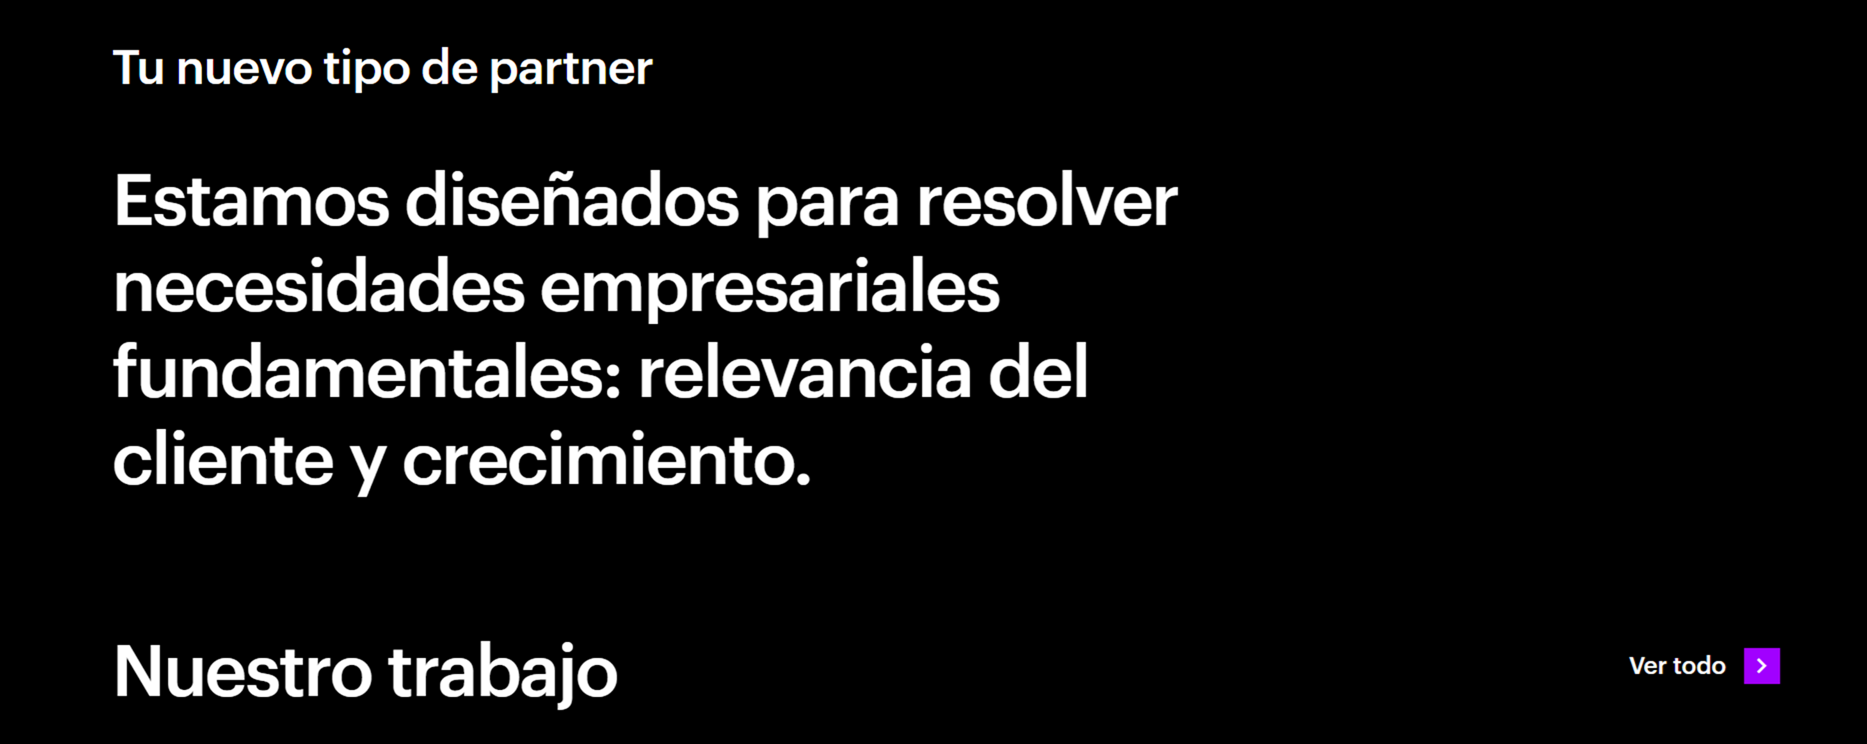 Tu nuevo tipo de partner
Estamos diseñados para resolver
necesidades empresariales
fundamentales: relevancia del
cliente y crecimiento.
Nuestro trabajo
Ver todo